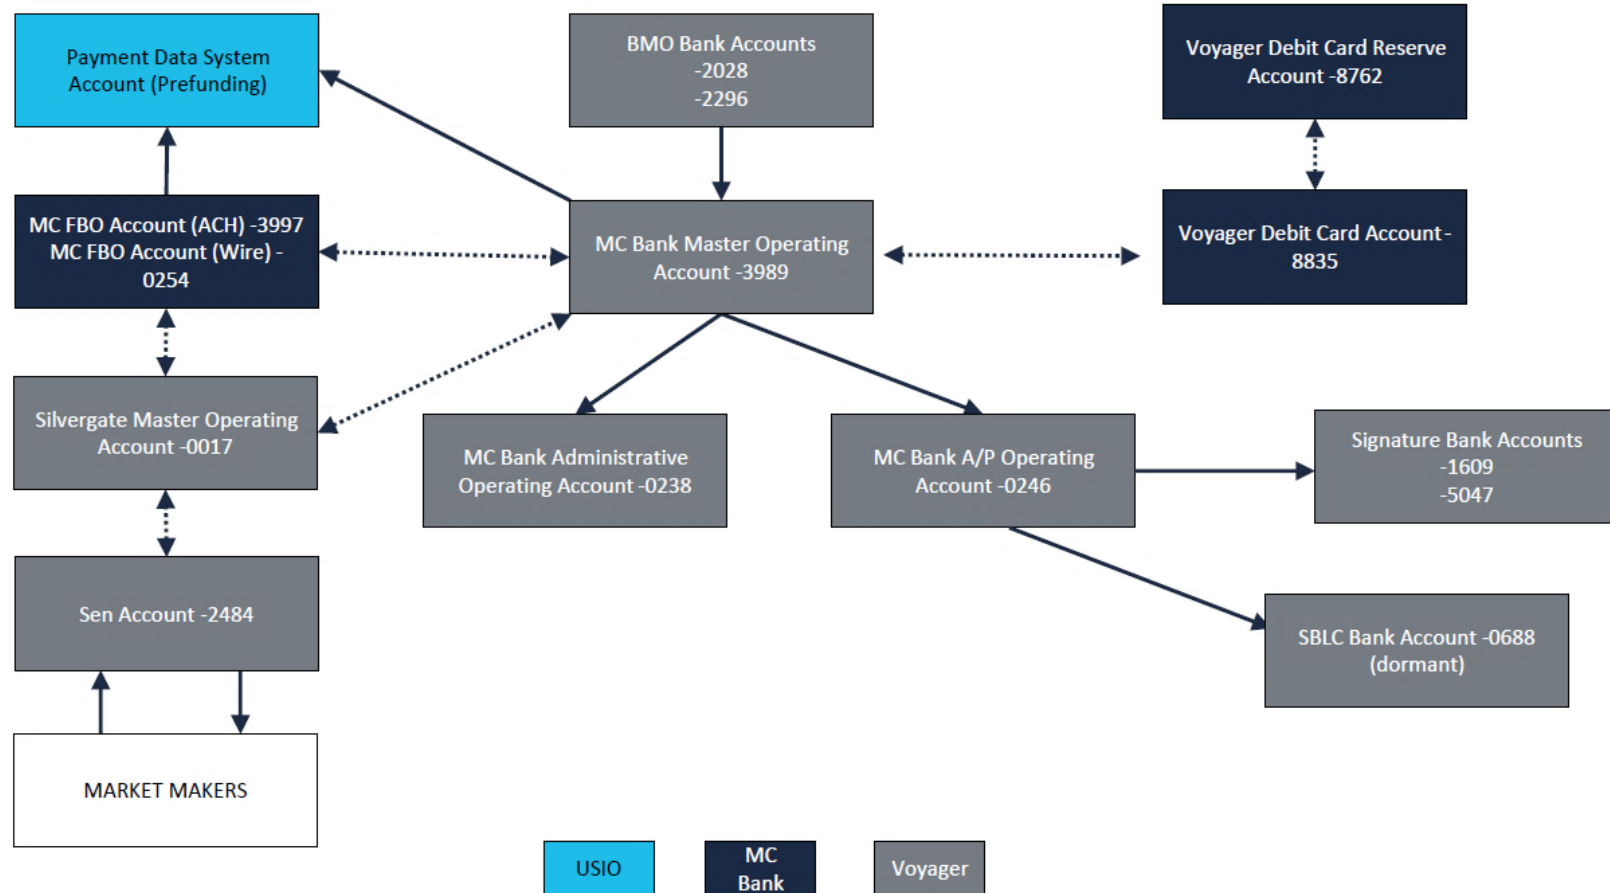 Payment Data System
Account (Prefunding)
BMO Bank Accounts
-2028
-2296
Voyager Debit Card Reserve
Account -8762
MC FBO Account (ACH) -3997
MC FBO Account (Wire) -
0254
MC Bank Master Operating
Account -3989
Voyager Debit Card Account -
8835
Silvergate Master Operating
Account -0017
MC Bank Administrative
Operating Account -0238
MC Bank A/P Operating
Account -0246
Signature Bank Accounts
-1609
-5047
Sen Account -2484
SBLC Bank Account -0688
(dormant)
MARKET MAKERS
USIO
MC
Bank
Voyager